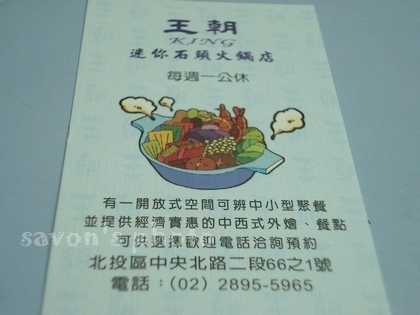 王朝
KING
迷你石頭火鍋店
每週一公休
有一開放式空間可辨中小型聚餐
並提供經濟實惠的中西式外燴、餐點
可供選擇歡迎電話洽詢預約
北投區中央北路二段66之1號
電話：(02) 2895-5965